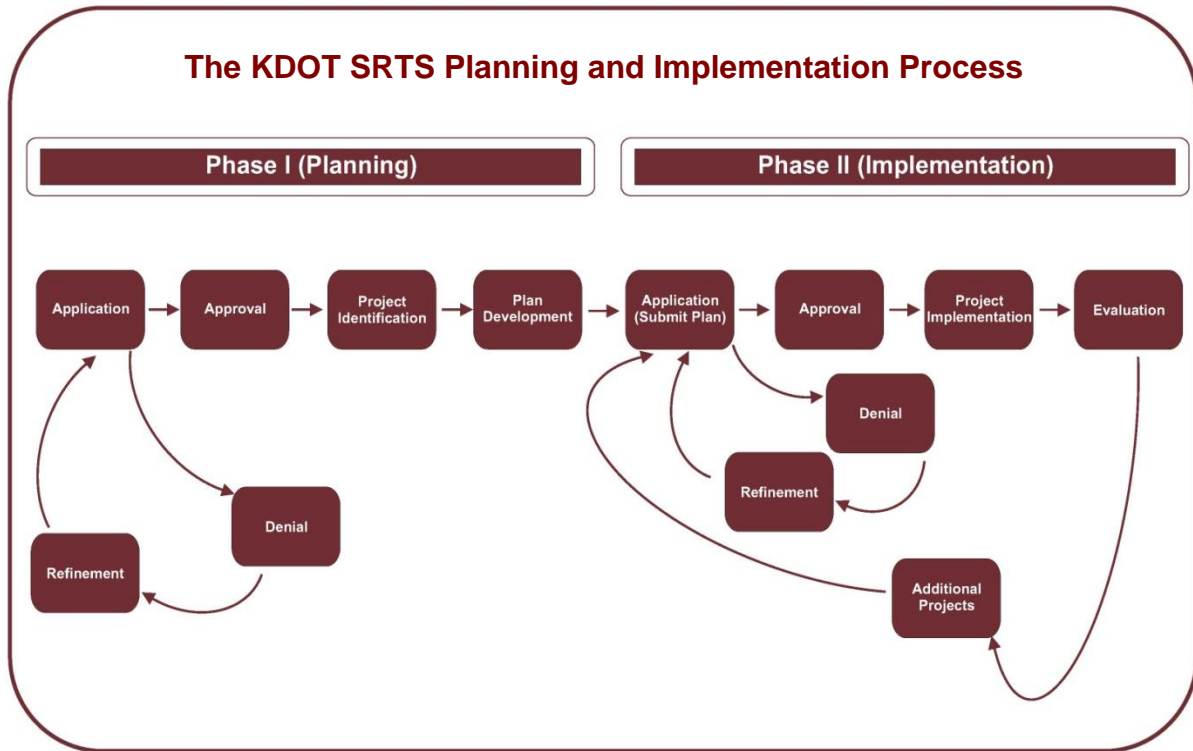 The KDOT SRTS Planning and Implementation Process
Phase I (Planning)
Phase II (Implementation)
Application
Approval
Project
Identification
Plan
Development
Application
(Submit Plan)
Approval
Project
Implementation
Evaluation
Denial
Refinement
Denial
Refinement
Additional
Projects